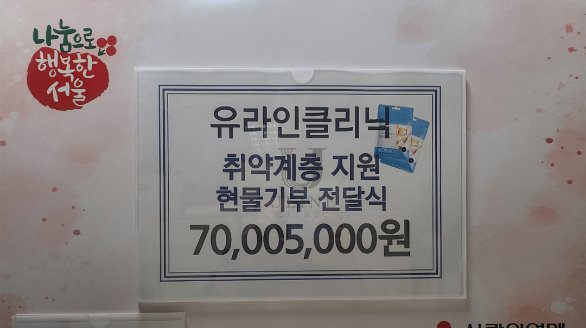 나눔으로
행복한
서울
유라인클리닉
취약계층 지원
현물기부 전달식
70,005,000원